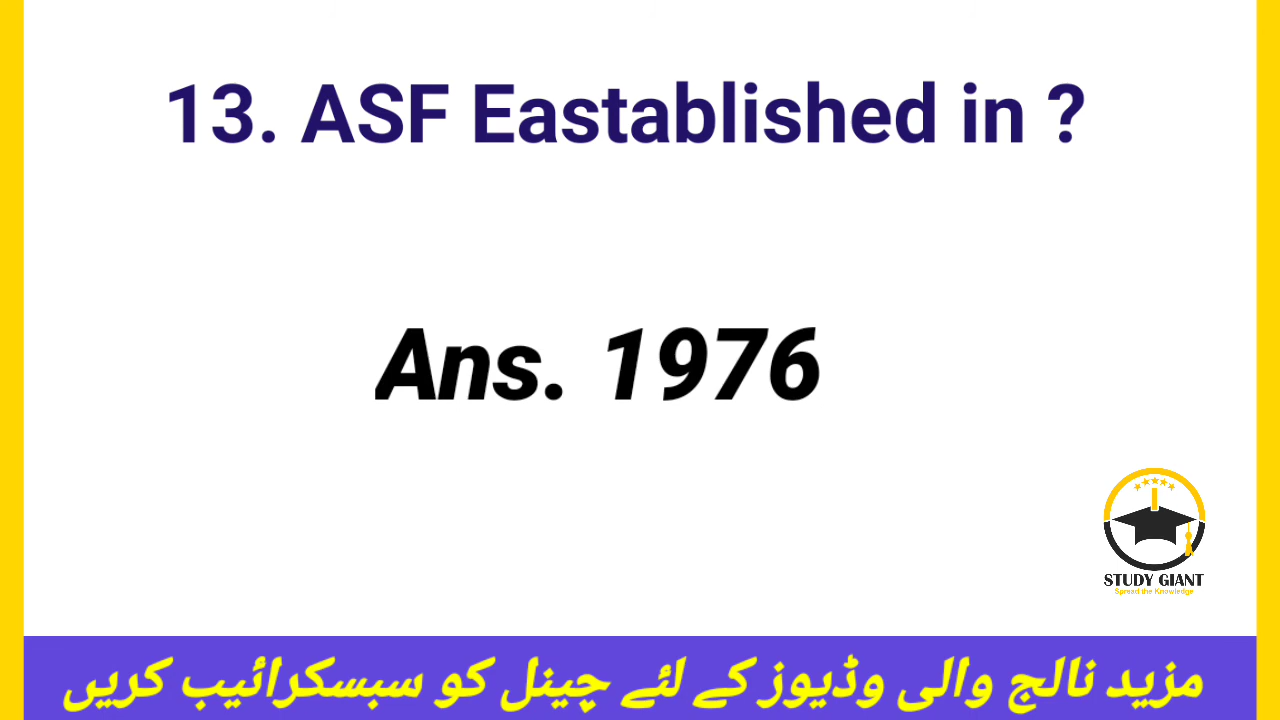 13. ASF Eastablished in ?
Ans. 1976
STUDY GIANT
Spread the Knowledge
مزید نالج والی وڈیوز کے لئے چینل کو سبسکرائیب کریں